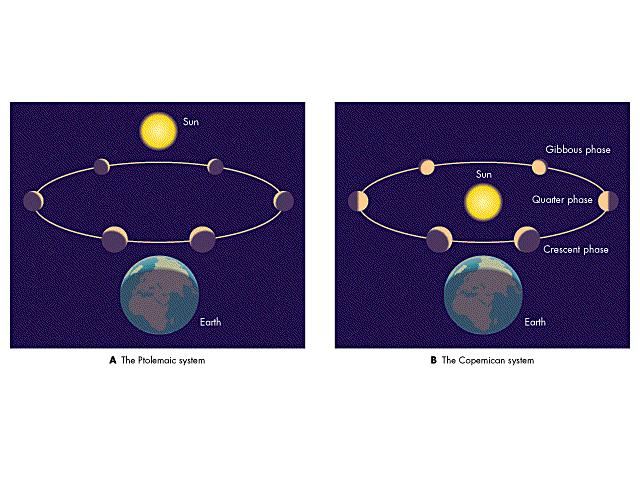 Sun
Earth
A The Ptolemaic system
Gibbous phase
Sun
Quarter phase
Crescent phase
Earth
B The Copernican system